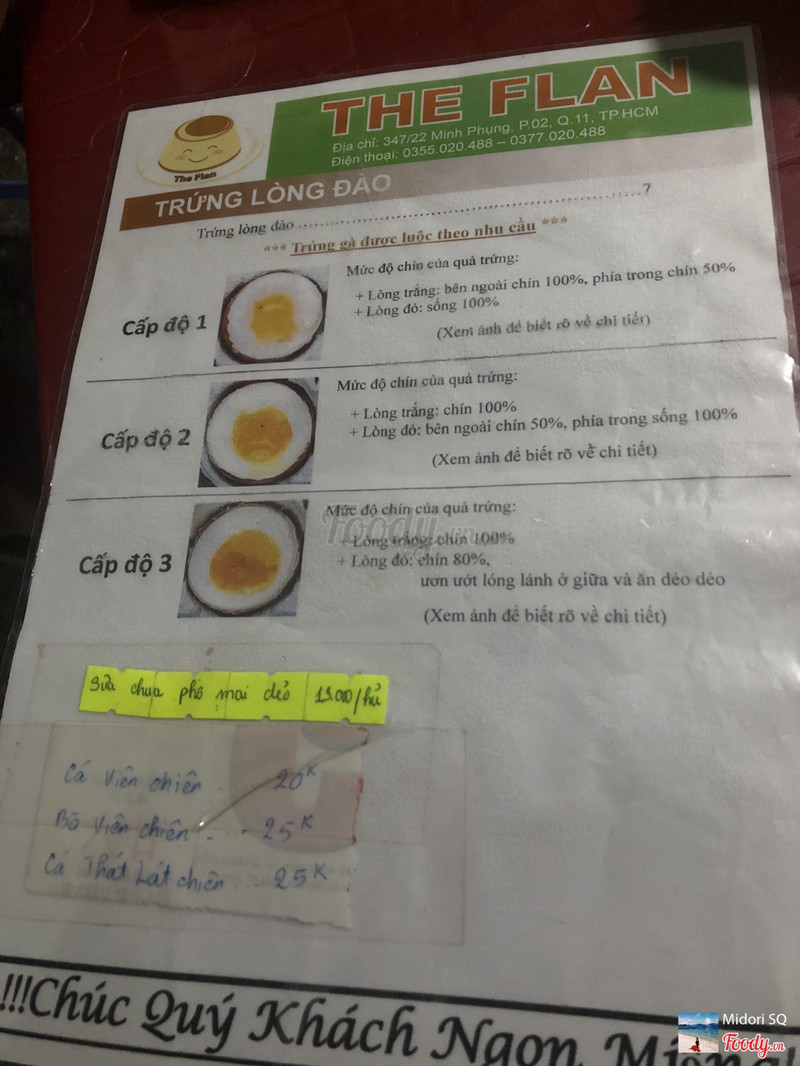 THE FLAN
Địa chỉ: 347/22 Minh Phụng, P.02, Q.11, TP.HCM
Điện thoại: 0355.020.488 – 0377.020.488
The Flan
TRỨNG LÒNG ĐÀO
Trứng lòng đào 7
*** Trứng gà được luộc theo nhu cầu ***
Cấp độ 1
Mức độ chín của quả trứng:
+ Lòng trắng: bên ngoài chín 100%, phía trong chín 50%
+ Lòng đỏ: sống 100%
(Xem ảnh để biết rõ về chi tiết)
Cấp độ 2
Mức độ chín của quả trứng:
+ Lòng trắng: chín 100%
+ Lòng đỏ: bên ngoài chín 50%, phía trong sống 100%
(Xem ảnh để biết rõ về chi tiết)
Cấp độ 3
Mức độ chín của quả trứng:
+ Lòng trắng: chín 100%
+ Lòng đỏ: chín 80%,
ươn ướt lóng lánh ở giữa và ăn dẻo dẻo
(Xem ảnh để biết rõ về chi tiết)
Foody.vn
Sữa chua phô mai dẻo /hủ
Cá viên chiên ... 20K
Bò viên chiên ... 25K
Cá Thát Lát chiên ... 25K
!!!Chúc Quý Khách Ngon Miệng!
Midori SQ
Foody.vn